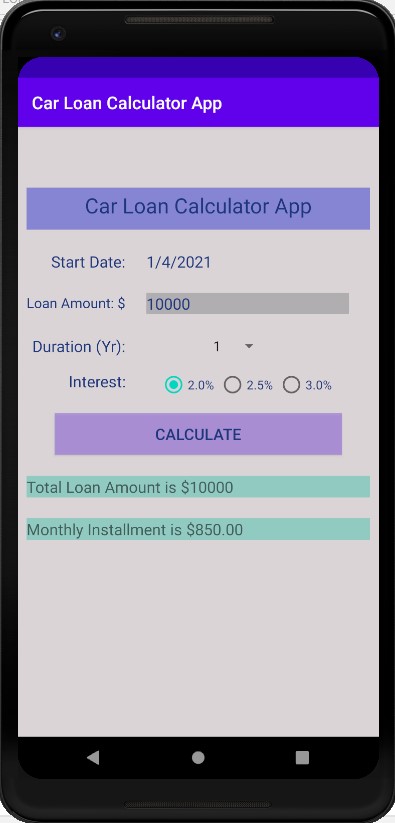 Car Loan Calculator App
Car Loan Calculator App
Start Date: 1/4/2021
Loan Amount: $ 10000
Duration (Yr): 1
Interest: 2.0% 2.5% 3.0%
CALCULATE
Total Loan Amount is $10000
Monthly Installment is $850.00